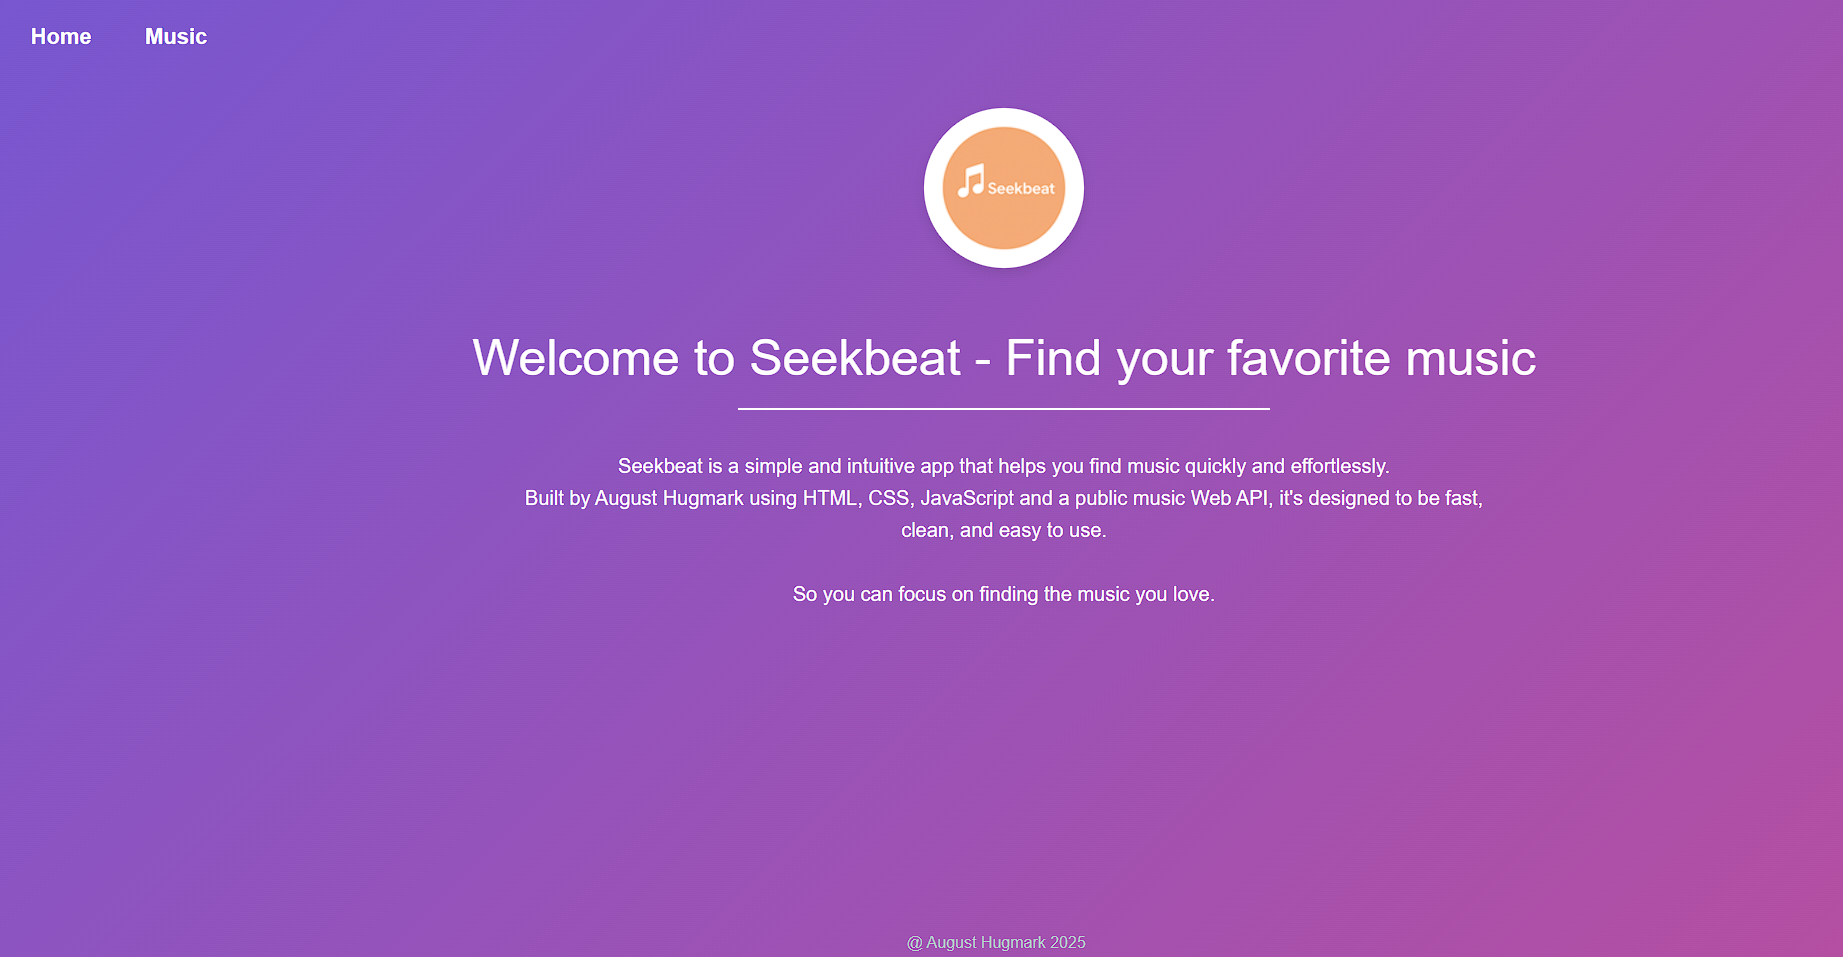 Home Music
Seekbeat
Welcome to Seekbeat - Find your favorite music
Seekbeat is a simple and intuitive app that helps you find music quickly and effortlessly.
Built by August Hugmark using HTML, CSS, JavaScript and a public music Web API, it's designed to be fast,
clean, and easy to use.
So you can focus on finding the music you love.
@ August Hugmark 2025